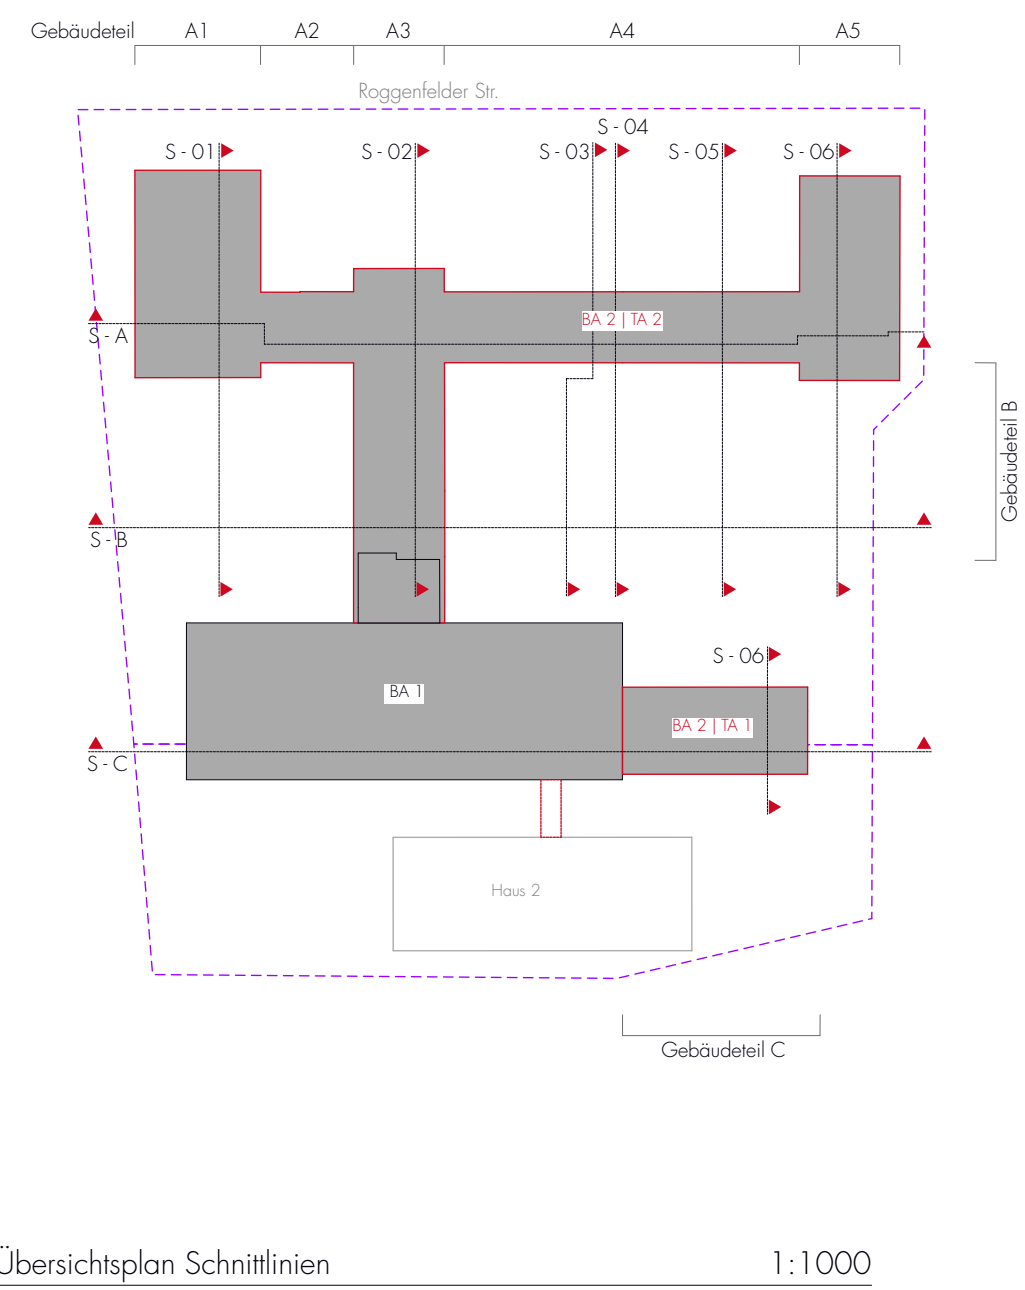 Gebäudeteil A1 A2 A3 A4 A5
Roggenfelder Str.
S - 04
S - 01 S - 02 S - 03 S - 05 S - 06
BA 2 | TA 2
S - A
Gebäudeteil B
S - B
S - 06
BA 1
BA 2 | TA 1
S - C
Haus 2
Gebäudeteil C
Übersichtsplan Schnittlinien 1:1000